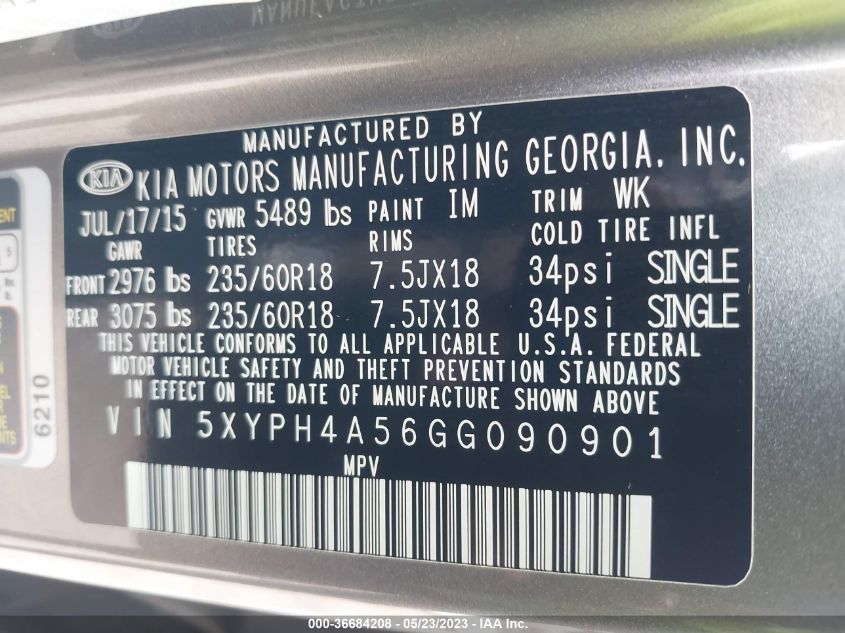 MANUFACTURED BY
KIA KIA MOTORS MANUFACTURING GEORGIA, INC.
JUL/17/15 GVWR 5489 lbs PAINT IM TRIM WK
GAWR TIRES RIMS COLD TIRE INFL
FRONT 2976 lbs 235/60R18 7.5JX18 34psi SINGLE
REAR 3075 lbs 235/60R18 7.5JX18 34psi SINGLE
THIS VEHICLE CONFORMS TO ALL APPLICABLE U.S.A. FEDERAL
MOTOR VEHICLE SAFETY AND THEFT PREVENTION STANDARDS
IN EFFECT ON THE DATE OF MANUFACTURE SHOWN ABOVE
VIN 5XYPH4A56GG090901
MPV
6210
000-36684208 - 05/23/2023 - IAA Inc.